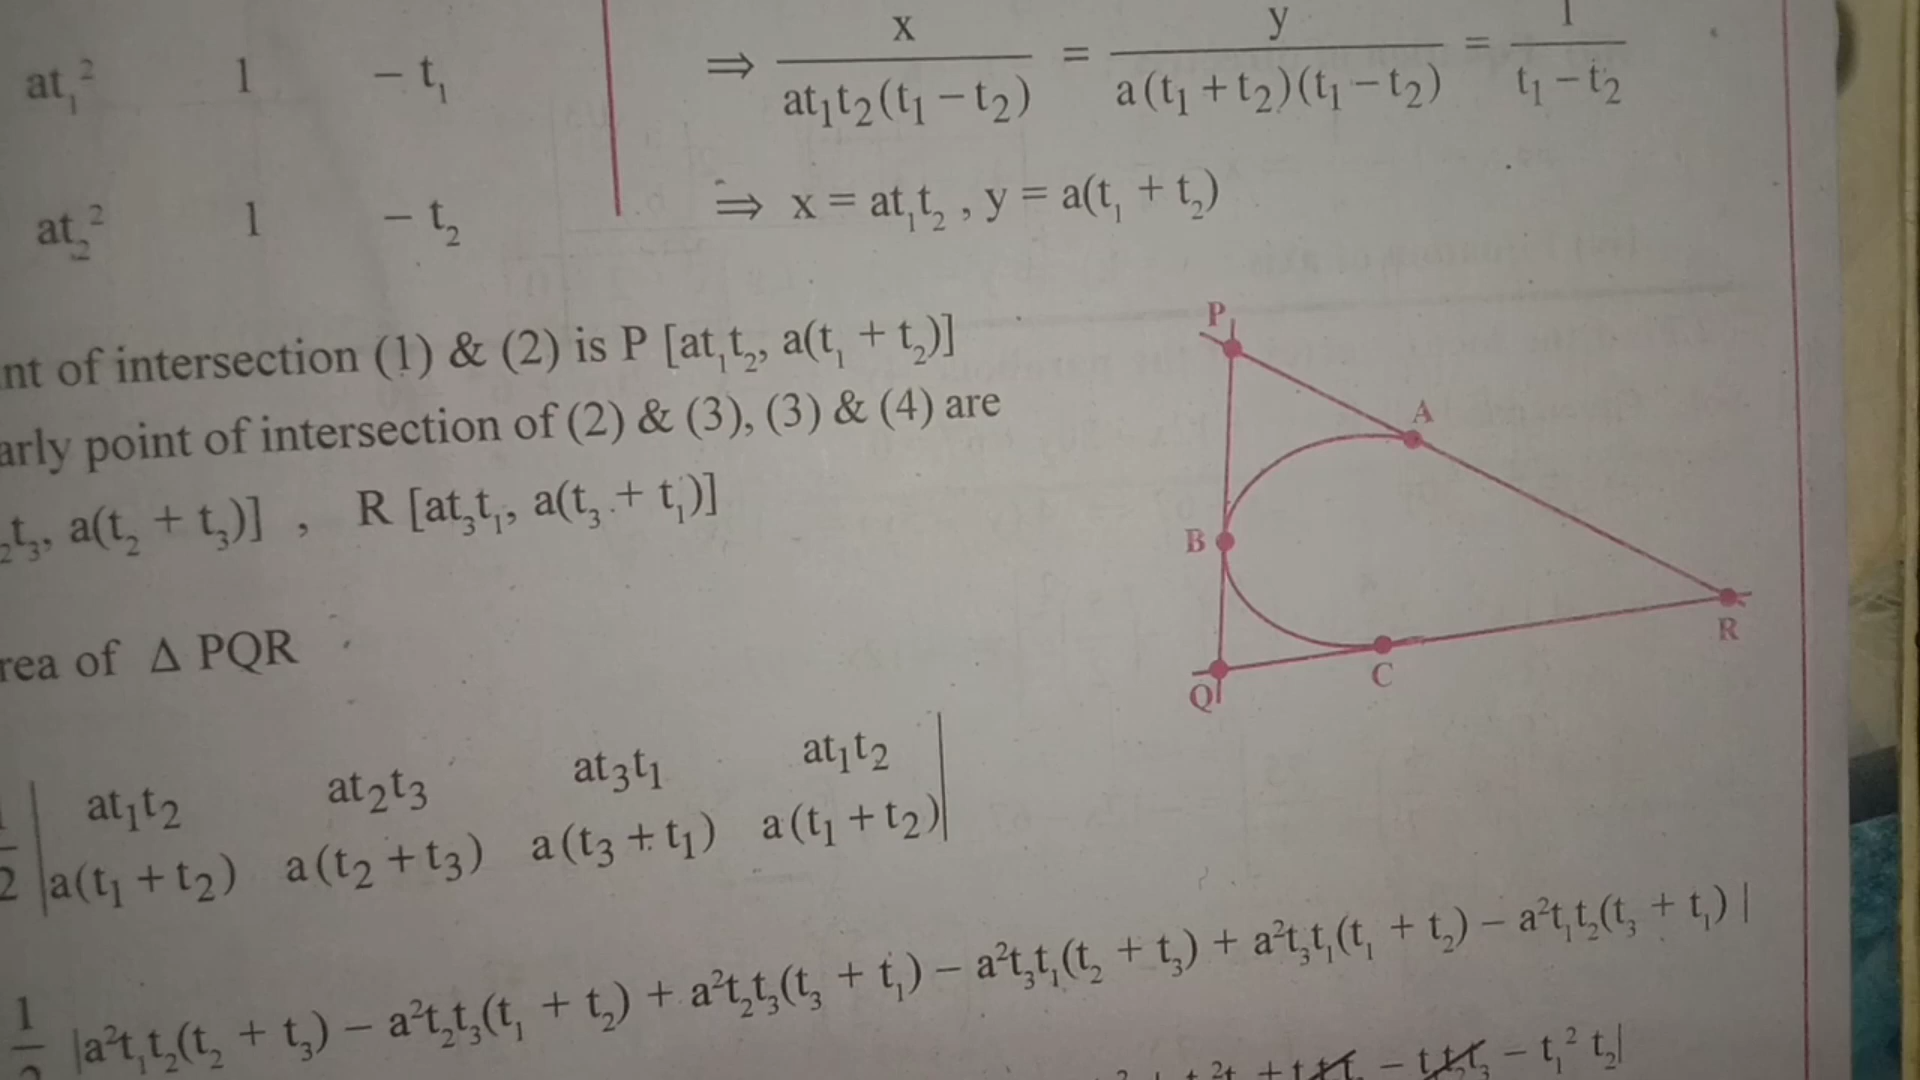 at₁² 1 − t₁
⇒ x / at₁t₂(t₁ − t₂) = y / a(t₁ + t₂)(t₁ − t₂) = 1 / t₁ − t₂
at₂² 1 − t₂
⇒ x = at₁t₂ , y = a(t₁ + t₂)
nt of intersection (1) & (2) is P [at₁t₂, a(t₁ + t₂)]
arly point of intersection of (2) & (3), (3) & (4) are
₂t₃, a(t₂ + t₃)] , R [at₃t₁, a(t₃ + t₁)]
P
A
B
R
C
Q
rea of Δ PQR
| at₁t₂ at₂t₃ at₃t₁ at₁t₂ |
2 | a(t₁ + t₂) a(t₂ + t₃) a(t₃ + t₁) a(t₁ + t₂) |
1/2 |a²t₁t₂(t₂ + t₃) − a²t₂t₃(t₁ + t₂) + a²t₂t₃(t₃ + t₁) − a²t₃t₁(t₂ + t₃) + a²t₃t₁(t₁ + t₂) − a²t₁t₂(t₃ + t₁) |
− t₁² t₂|